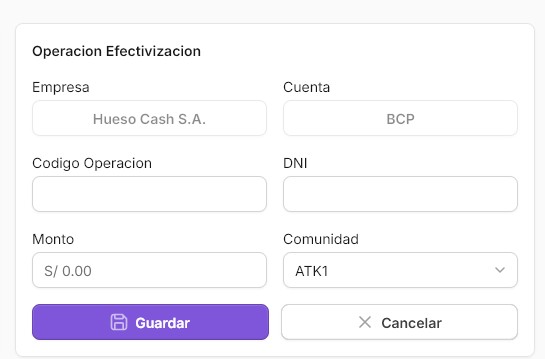 Operacion Efectivizacion
Empresa
Cuenta
Hueso Cash S.A.
BCP
Codigo Operacion
DNI
Monto
Comunidad
S/ 0.00
ATK1
Guardar
Cancelar